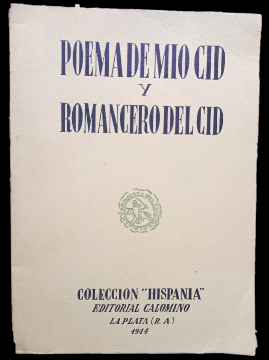 POEMA DE MIO CID
Y
ROMANCERO DEL CID
COLECCION "HISPANIA"
EDITORIAL CALOMINO
LA PLATA (R. A.)
1944